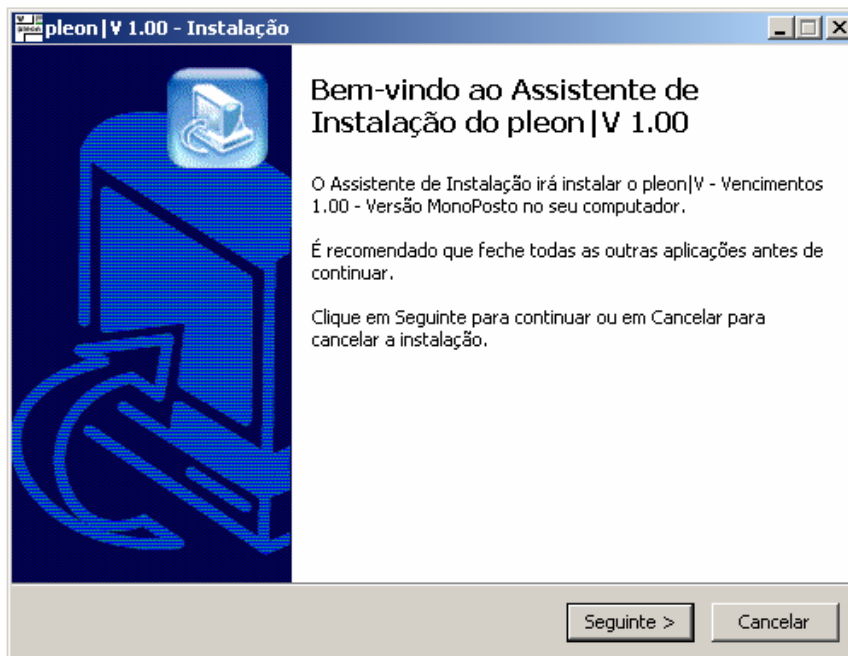 pleon|V 1.00 - Instalação
Bem-vindo ao Assistente de
Instalação do pleon|V 1.00
O Assistente de Instalação irá instalar o pleon|V - Vencimentos
1.00 - Versão MonoPosto no seu computador.
É recomendado que feche todas as outras aplicações antes de
continuar.
Clique em Seguinte para continuar ou em Cancelar para
cancelar a instalação.
Seguinte >
Cancelar